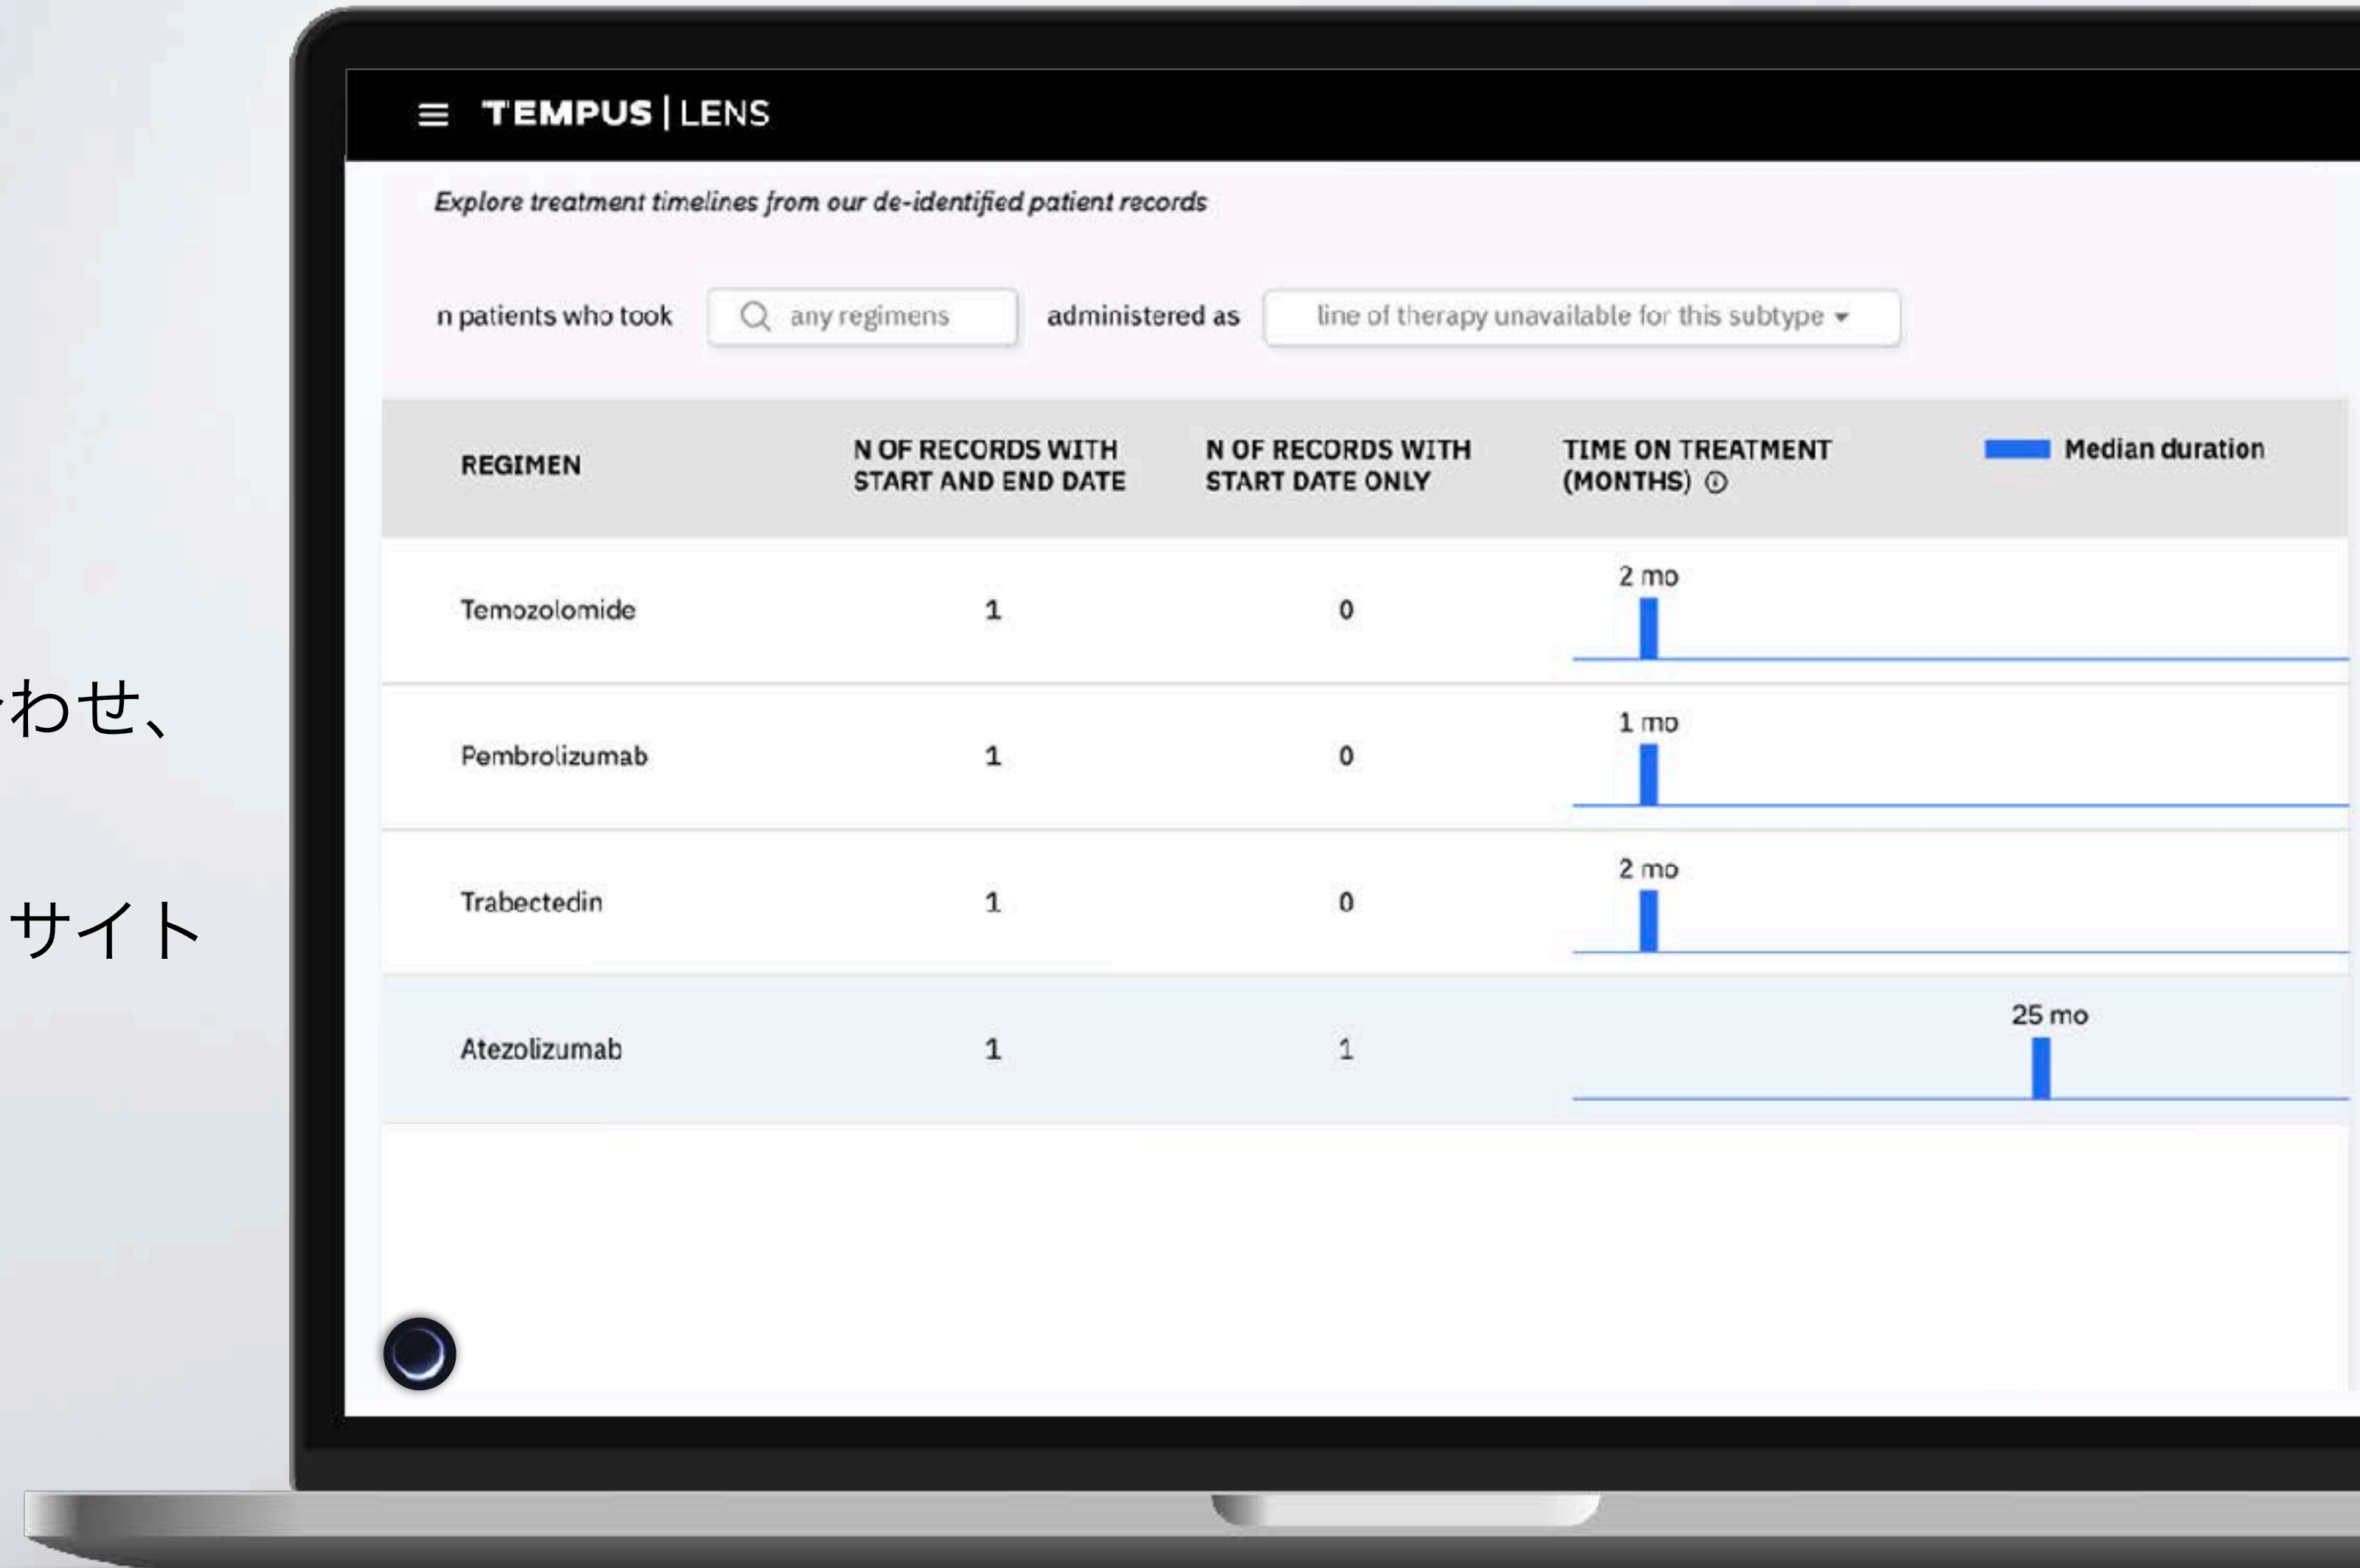 わせ、
サイト
TEMPUS | LENS
Explore treatment timelines from our de-identified patient records
n patients who took any regimens administered as line of therapy unavailable for this subtype
REGIMEN
N OF RECORDS WITH
START AND END DATE
N OF RECORDS WITH
START DATE ONLY
TIME ON TREATMENT
(MONTHS)
Median duration
Temozolomide 1 0 2 mo
Pembrolizumab 1 0 1 mo
Trabectedin 1 0 2 mo
Atezolizumab 1 1 25 mo